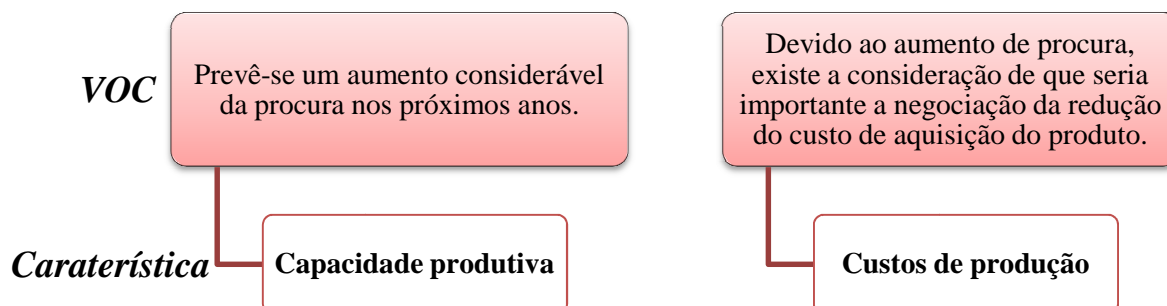 VOC
Prevê-se um aumento considerável
da procura nos próximos anos.
Devido ao aumento de procura,
existe a consideração de que seria
importante a negociação da redução
do custo de aquisição do produto.
Caraterística
Capacidade produtiva
Custos de produção